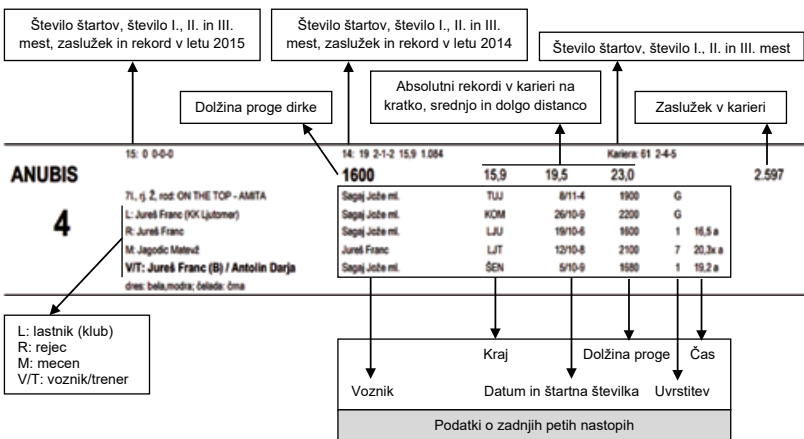 Število štartov, število I., II. in III.
mest, zaslužek in rekord v letu 2015
Število štartov, število I., II. in III.
mest, zaslužek in rekord v letu 2014
Število štartov, število I., II. in III. mest
Dolžina proge dirke
Absolutni rekordi v karieri na
kratko, srednjo in dolgo distanco
Zaslužek v karieri
15: 0 0-0-0
14: 19 2-1-2 15,9 1.084
Kariera: 61 2-4-5
ANUBIS
1600
15,9 19,5 23,0
2.597
7l., rj. Ž, rod: ON THE TOP - AMITA
Sagaj Jože ml. TUJ 8/11-4 1900 G
4
L: Jureš Franc (KK Ljutomer)
Sagaj Jože ml. KOM 26/10-9 2200 G
R: Jureš Franc
Sagaj Jože ml. LJU 19/10-6 1600 1 16,5 a
M: Jagodic Matevž
Jureš Franc LJT 12/10-8 2100 7 20,3x a
V/T: Jureš Franc (B) / Antolin Darja
Sagaj Jože ml. ŠEN 5/10-9 1680 1 19,2 a
dres: bela,modra; čelada: črna
L: lastnik (klub)
R: rejec
M: mecen
V/T: voznik/trener
Kraj Dolžina proge Čas
Voznik Datum in štartna številka Uvrstitev
Podatki o zadnjih petih nastopih